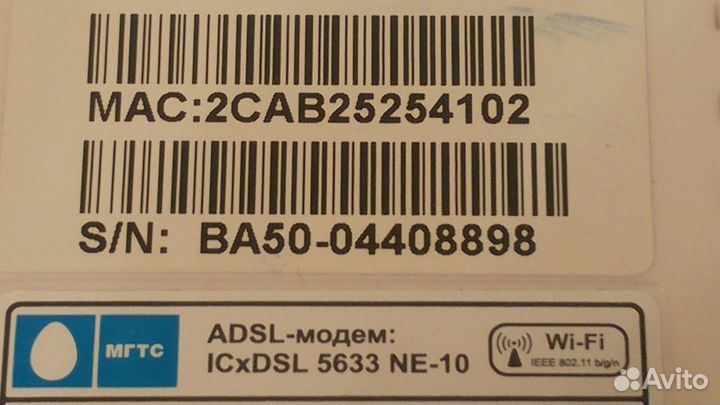 MAC:2CAB25254102
S/N: BA50-04408898
МГТС
ADSL-модем:
ICxDSL 5633 NE-10
Wi-Fi
IEEE 802.11 b/g/n
Avito